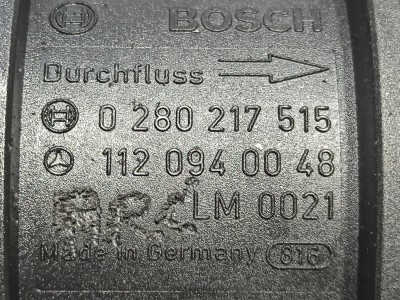 BOSCH
Durchfluss
0 280 217 515
112 094 00 48
LM 0021
Made in Germany 816